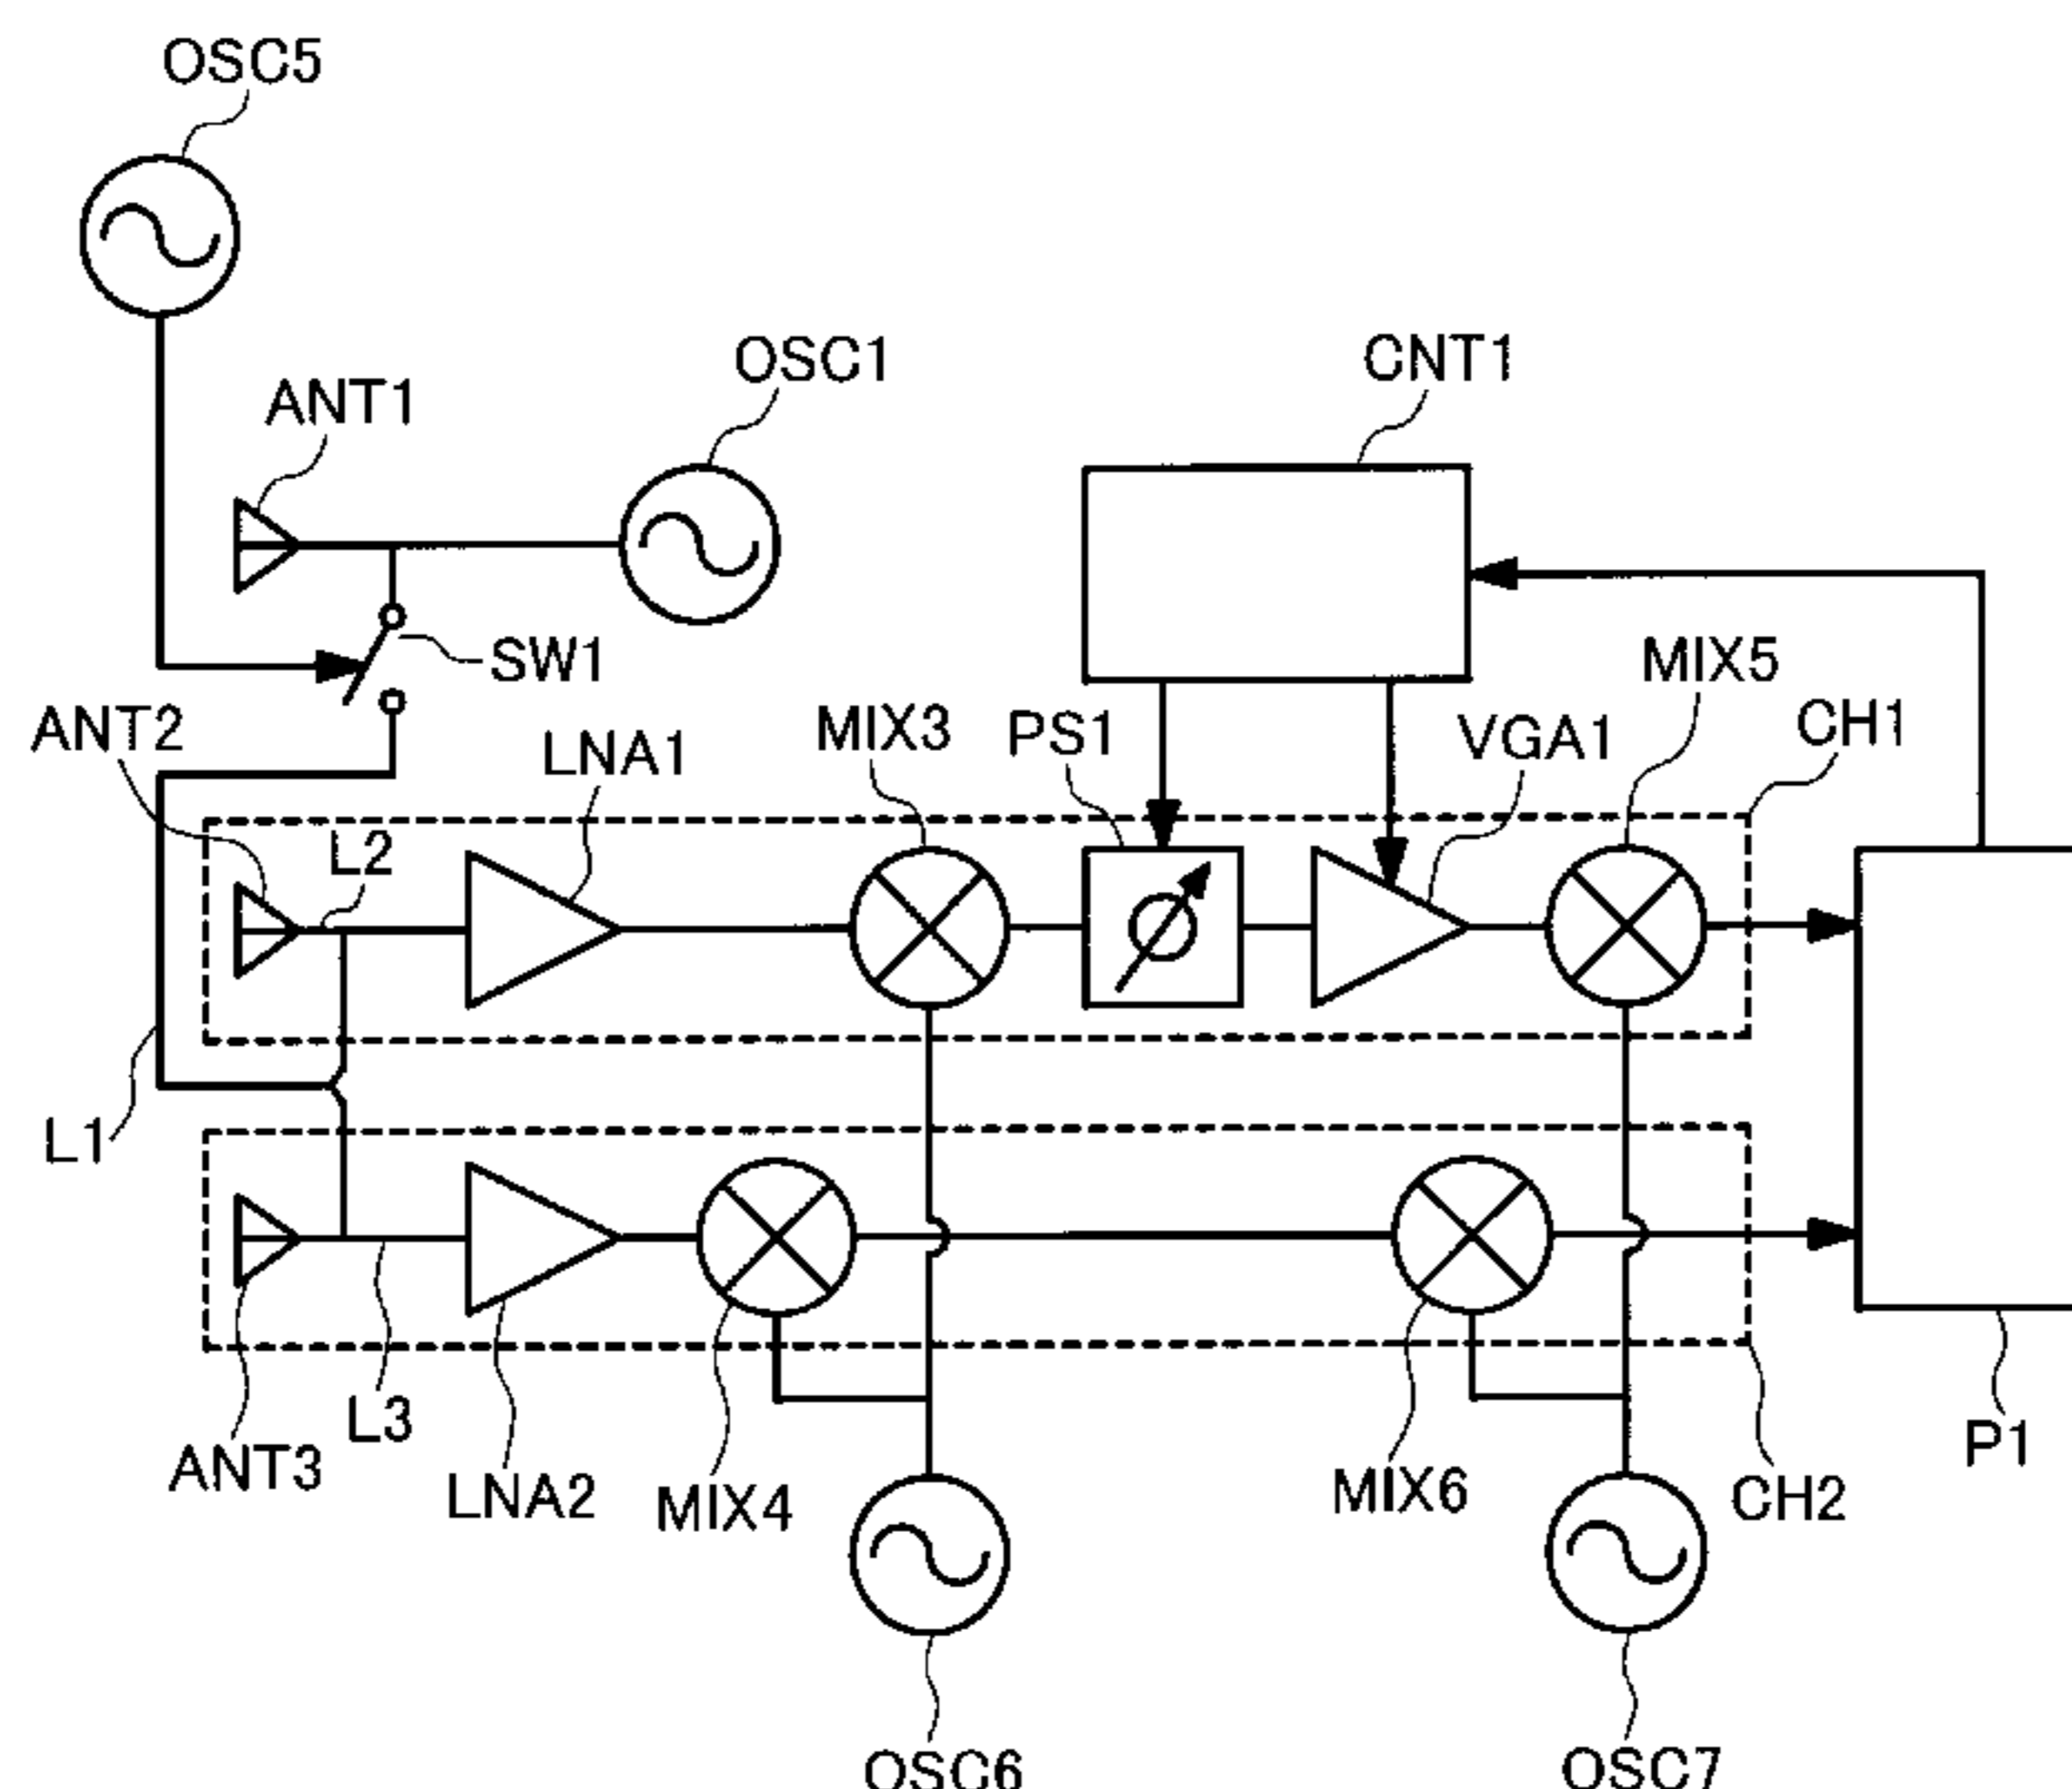 OSC5
OSC1
CNT1
ANT1
SW1
MIX5
ANT2
LNA1
MIX3
PS1
VGA1
CH1
L2
L1
L3
ANT3
LNA2
MIX4
MIX6
CH2
P1
OSC6
OSC7